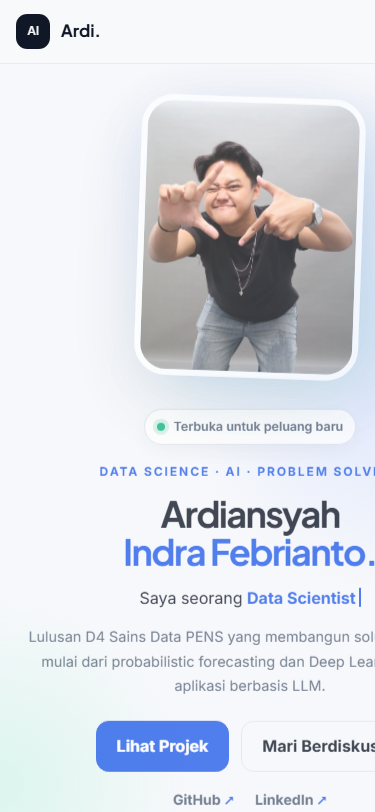 AI
Ardi.
Terbuka untuk peluang baru
DATA SCIENCE · AI · PROBLEM SOLV
Ardiansyah
Indra Febrianto.
Saya seorang Data Scientist
Lulusan D4 Sains Data PENS yang membangun
mulai dari probabilistic forecasting dan Deep
aplikasi berbasis LLM.
Lihat Projek
Mari Berdiskus
GitHub ↗ LinkedIn ↗